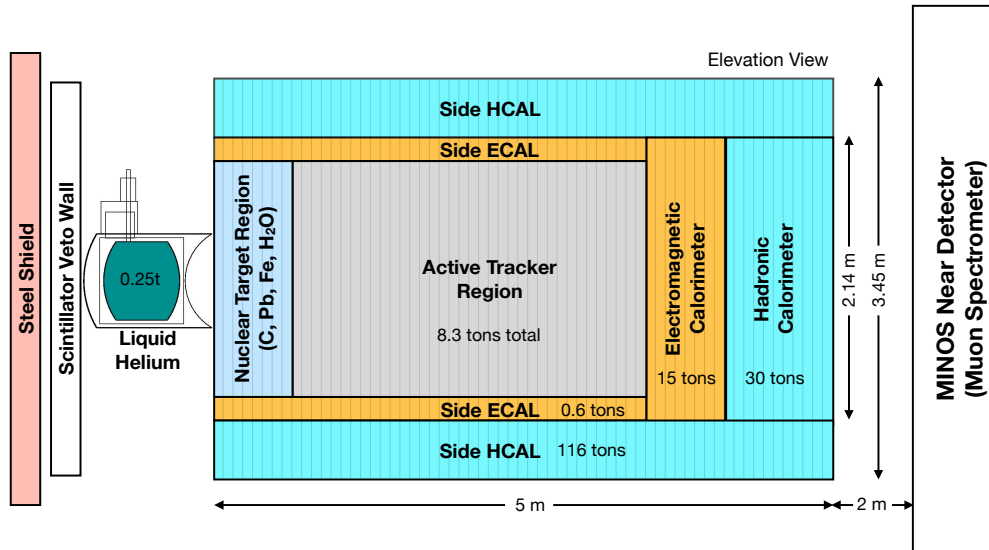 Elevation View
Steel Shield
Scintillator Veto Wall
0.25t
Liquid
Helium
Side HCAL
Side ECAL
Nuclear Target Region
(C, Pb, Fe, H₂O)
Active Tracker
Region
8.3 tons total
Electromagnetic
Calorimeter
15 tons
Hadronic
Calorimeter
30 tons
Side ECAL 0.6 tons
Side HCAL 116 tons
2.14 m
3.45 m
5 m
2 m
MINOS Near Detector
(Muon Spectrometer)